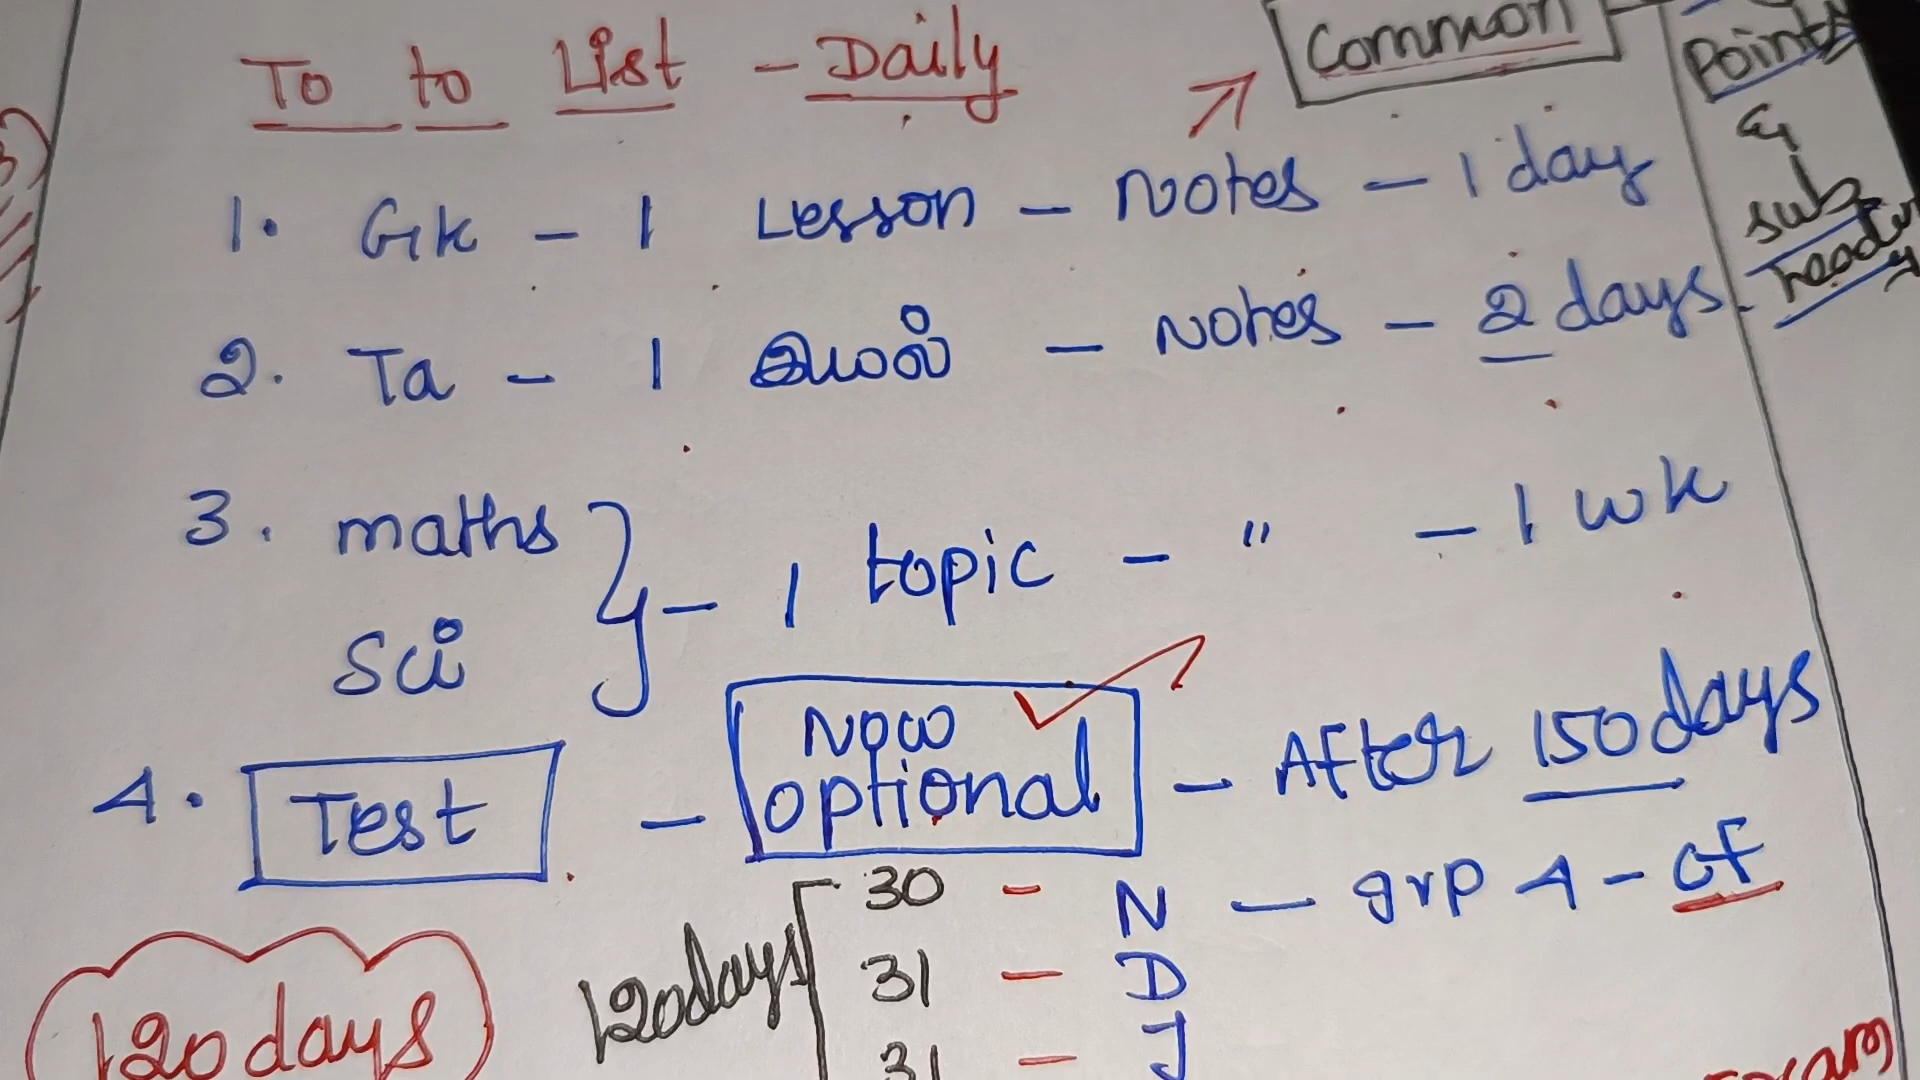 To to List - Daily
Common
Points
&
sub
1. GK - 1 Lesson - Notes - 1 day
2. Ta - 1 இயல் - Notes - 2 days.
3. maths
sci
} - 1 topic - " - 1 wk
4. Test - Now optional - After 150 days
30 - N - grp 4 - cf
120 days
31 - D
31 - J
120 days